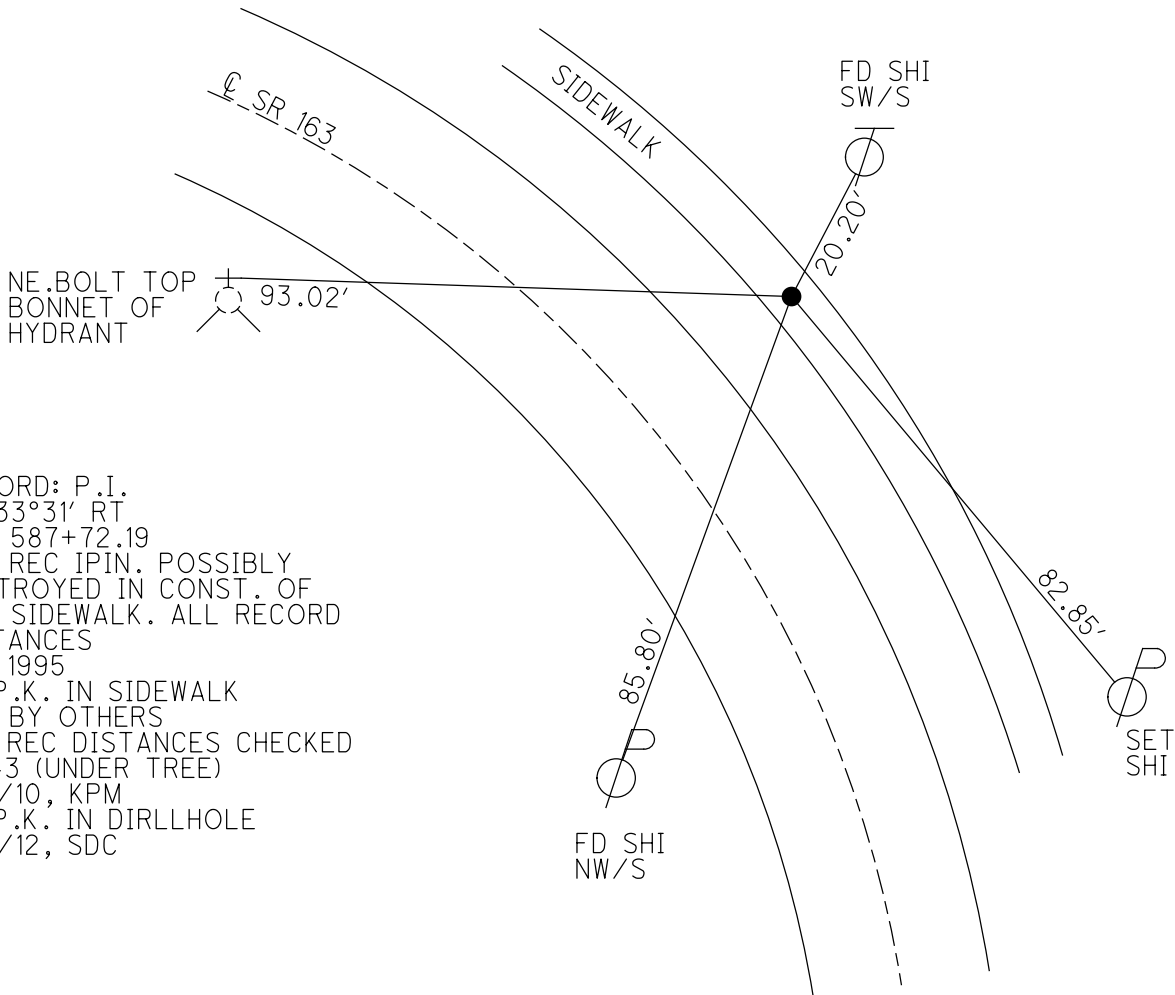 FD SHI
SW/S
℄ SR 163
SIDEWALK
20.20'
NE.BOLT TOP
BONNET OF
HYDRANT
93.02'
ORD: P.I.
33°31' RT
587+72.19
REC IPIN. POSSIBLY
TROYED IN CONST. OF
SIDEWALK. ALL RECORD
TANCES
1995
P.K. IN SIDEWALK
BY OTHERS
REC DISTANCES CHECKED
-3 (UNDER TREE)
/10, KPM
P.K. IN DIRLLHOLE
/12, SDC
85.80'
82.85'
FD SHI
NW/S
SET
SHI